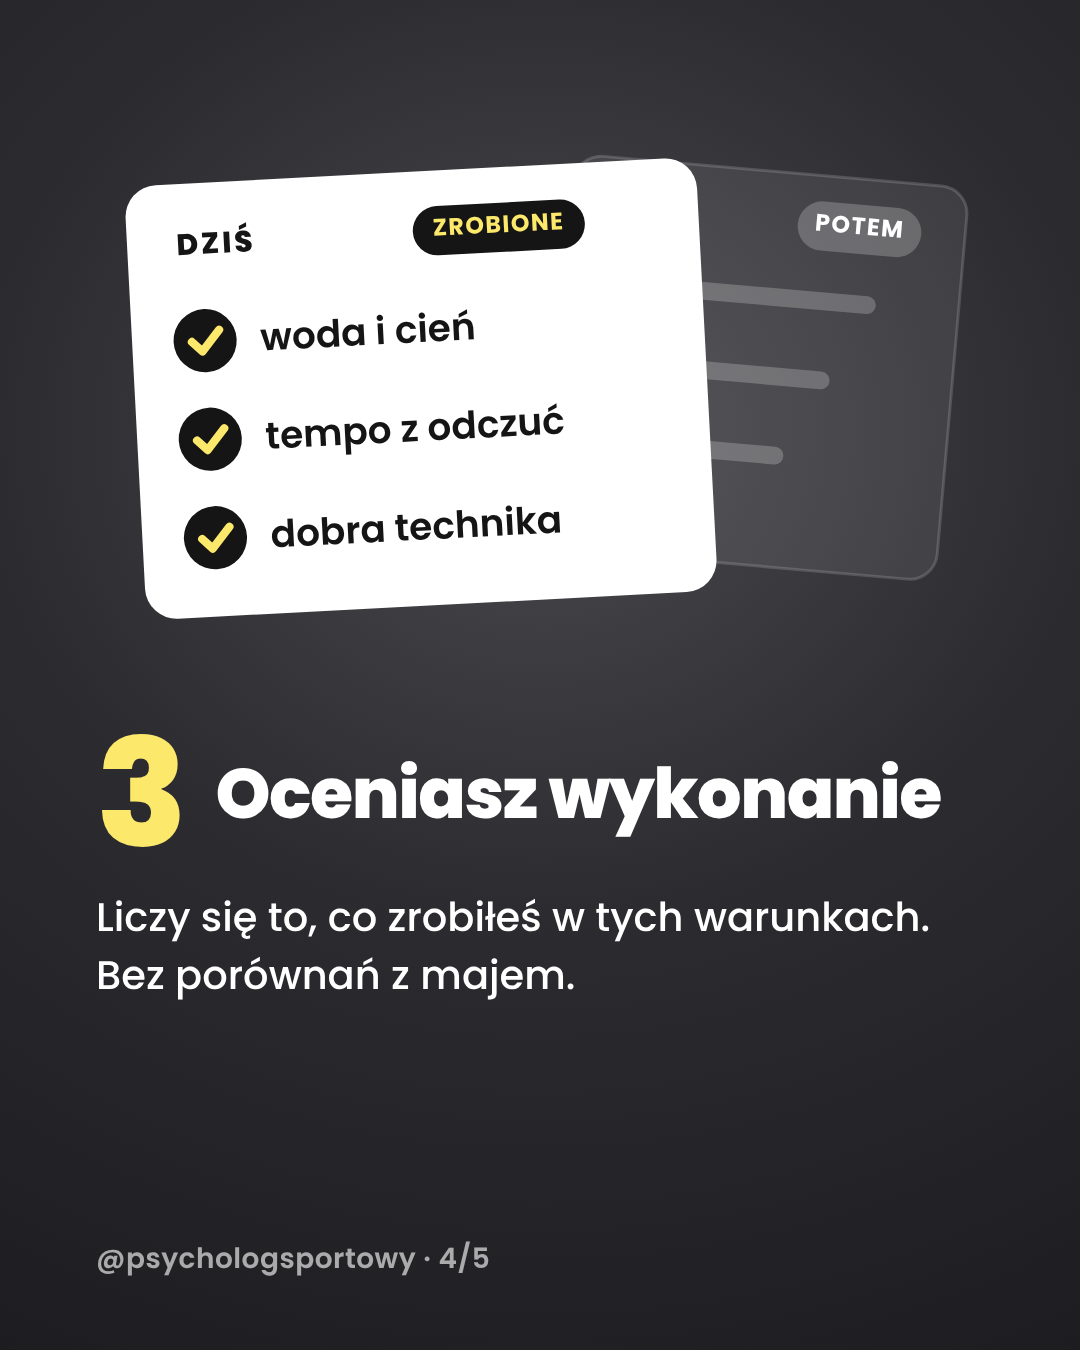 DZIŚ
ZROBIONE
POTEM
woda i cień
tempo z odczuć
dobra technika
3 Oceniasz wykonanie
Liczy się to, co zrobiłeś w tych warunkach.
Bez porównań z majem.
@psychologsportowy · 4/5